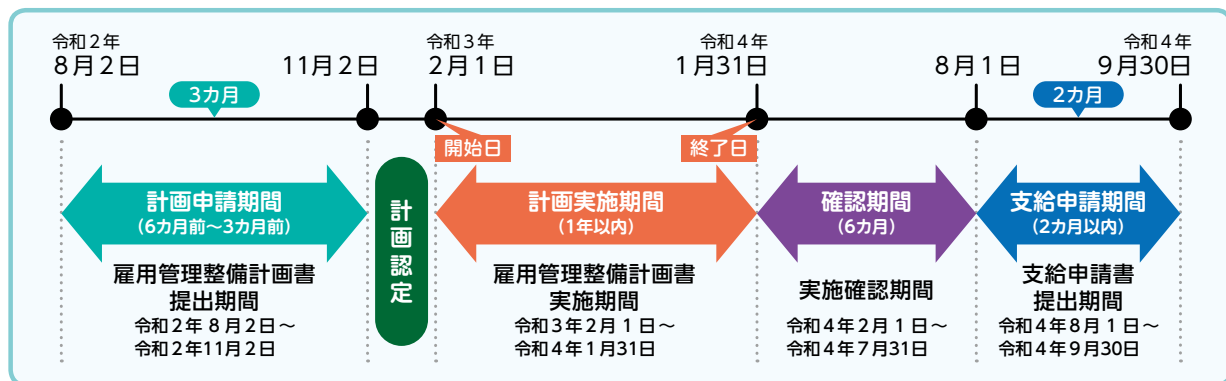 令和2年
8月2日
11月2日
令和3年
2月1日
令和4年
1月31日
8月1日
令和4年
9月30日
3カ月
2カ月
開始日
終了日
計画申請期間
(6カ月前～3カ月前)
計画認定
計画実施期間
(1年以内)
確認期間
(6カ月)
支給申請期間
(2カ月以内)
雇用管理整備計画書
提出期間
令和2年8月2日～
令和2年11月2日
雇用管理整備計画書
実施期間
令和3年2月1日～
令和4年1月31日
実施確認期間
令和4年2月1日～
令和4年7月31日
支給申請書
提出期間
令和4年8月1日～
令和4年9月30日